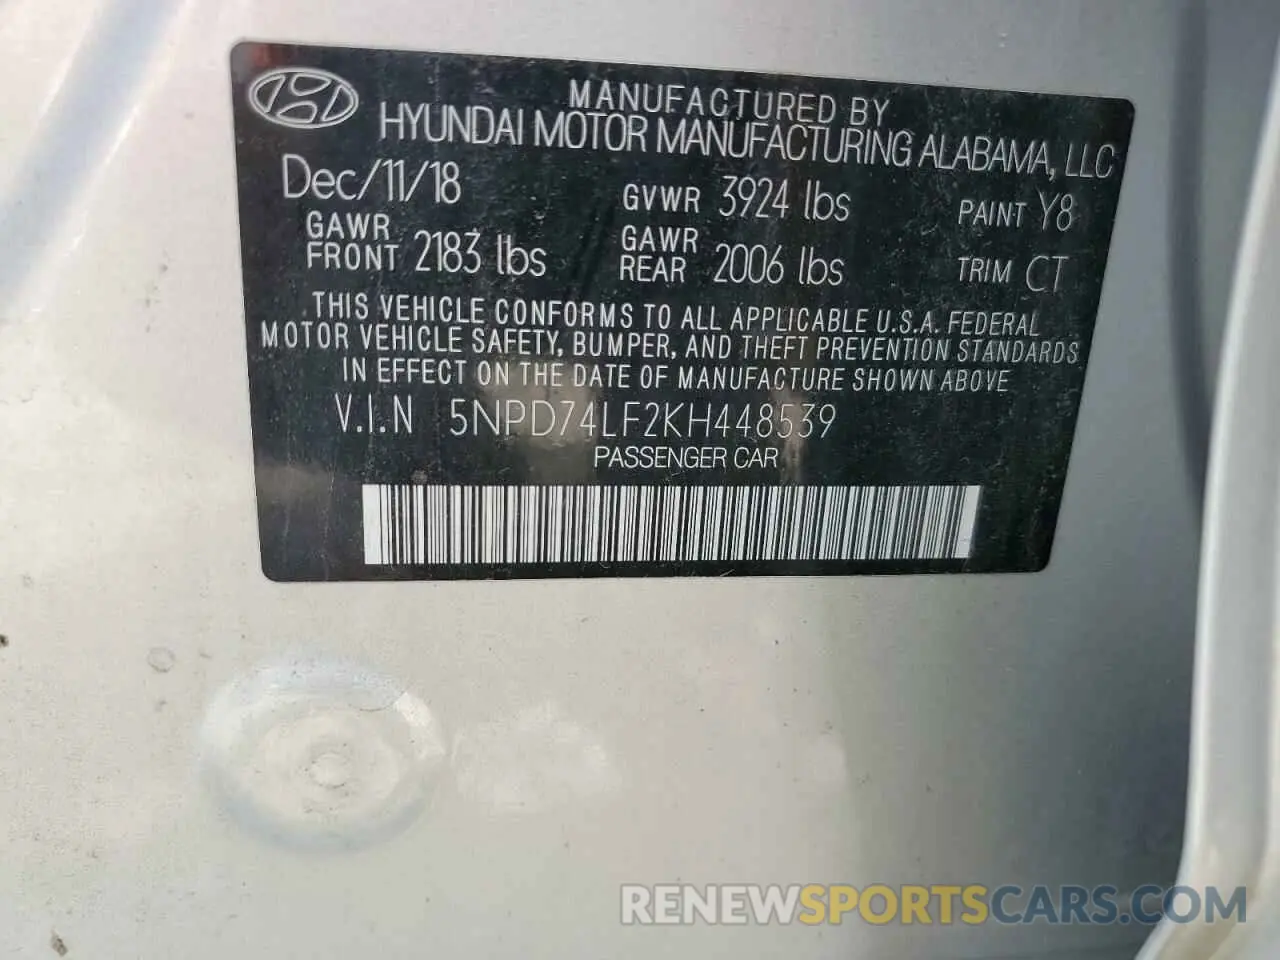 MANUFACTURED BY
HYUNDAI MOTOR MANUFACTURING ALABAMA, LLC
Dec/11/18 GVWR 3924 lbs PAINT Y8
GAWR FRONT 2183 lbs GAWR REAR 2006 lbs TRIM CT
THIS VEHICLE CONFORMS TO ALL APPLICABLE U.S.A. FEDERAL
MOTOR VEHICLE SAFETY, BUMPER, AND THEFT PREVENTION STANDARDS
IN EFFECT ON THE DATE OF MANUFACTURE SHOWN ABOVE
V.I.N 5NPD74LF2KH448539
PASSENGER CAR
RENEWSPORTSCARS.COM